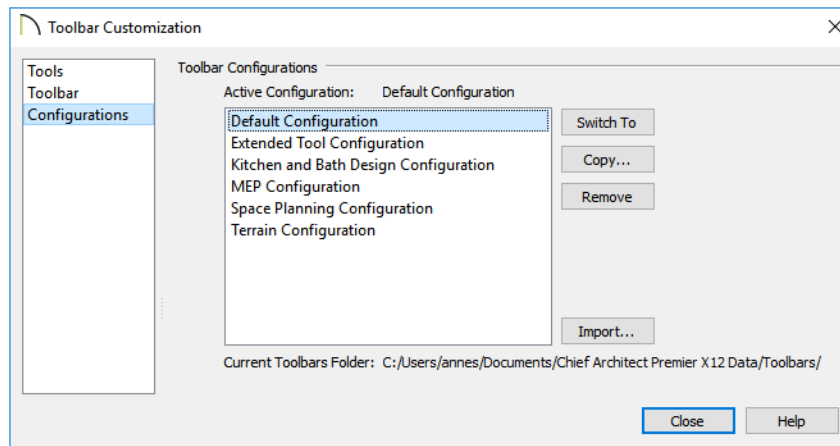 Toolbar Customization
Tools
Toolbar
Configurations
Toolbar Configurations
Active Configuration: Default Configuration
Default Configuration
Extended Tool Configuration
Kitchen and Bath Design Configuration
MEP Configuration
Space Planning Configuration
Terrain Configuration
Switch To
Copy...
Remove
Import...
Current Toolbars Folder: C:/Users/annes/Documents/Chief Architect Premier X12 Data/Toolbars/
Close
Help